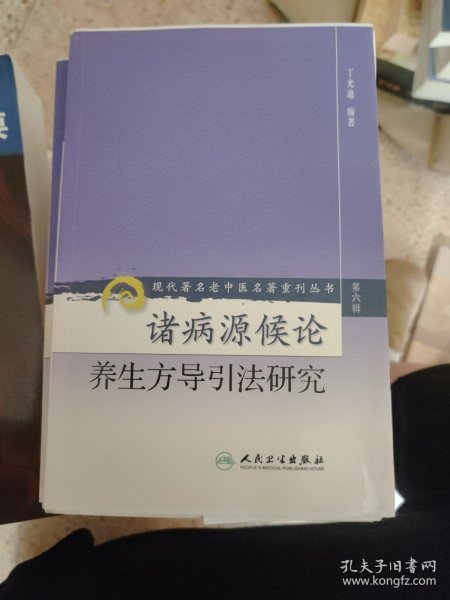 丁光迪 编著
现代著名老中医名著重刊丛书
第六辑
诸病源候论
养生方导引法研究
人民卫生出版社
PEOPLE'S MEDICAL PUBLISHING HOUSE
孔夫子旧书网
www.kongfz.com